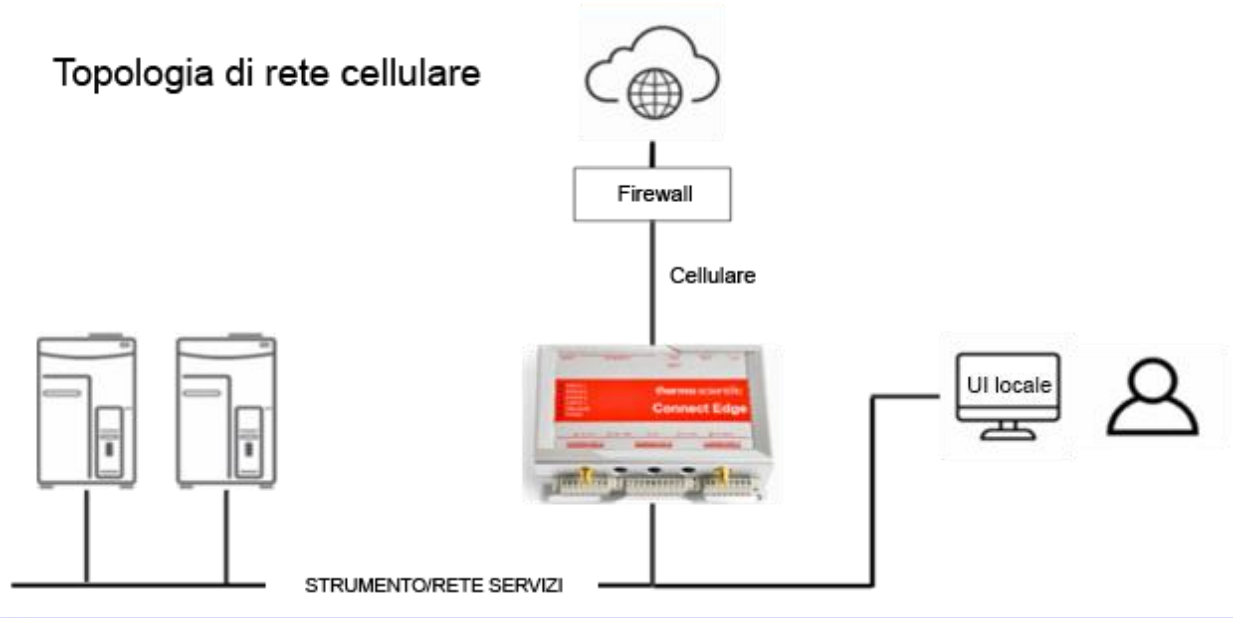 Topologia di rete cellulare
Firewall
Cellulare
thermo scientific
Connect Edge
UI locale
STRUMENTO/RETE SERVIZI